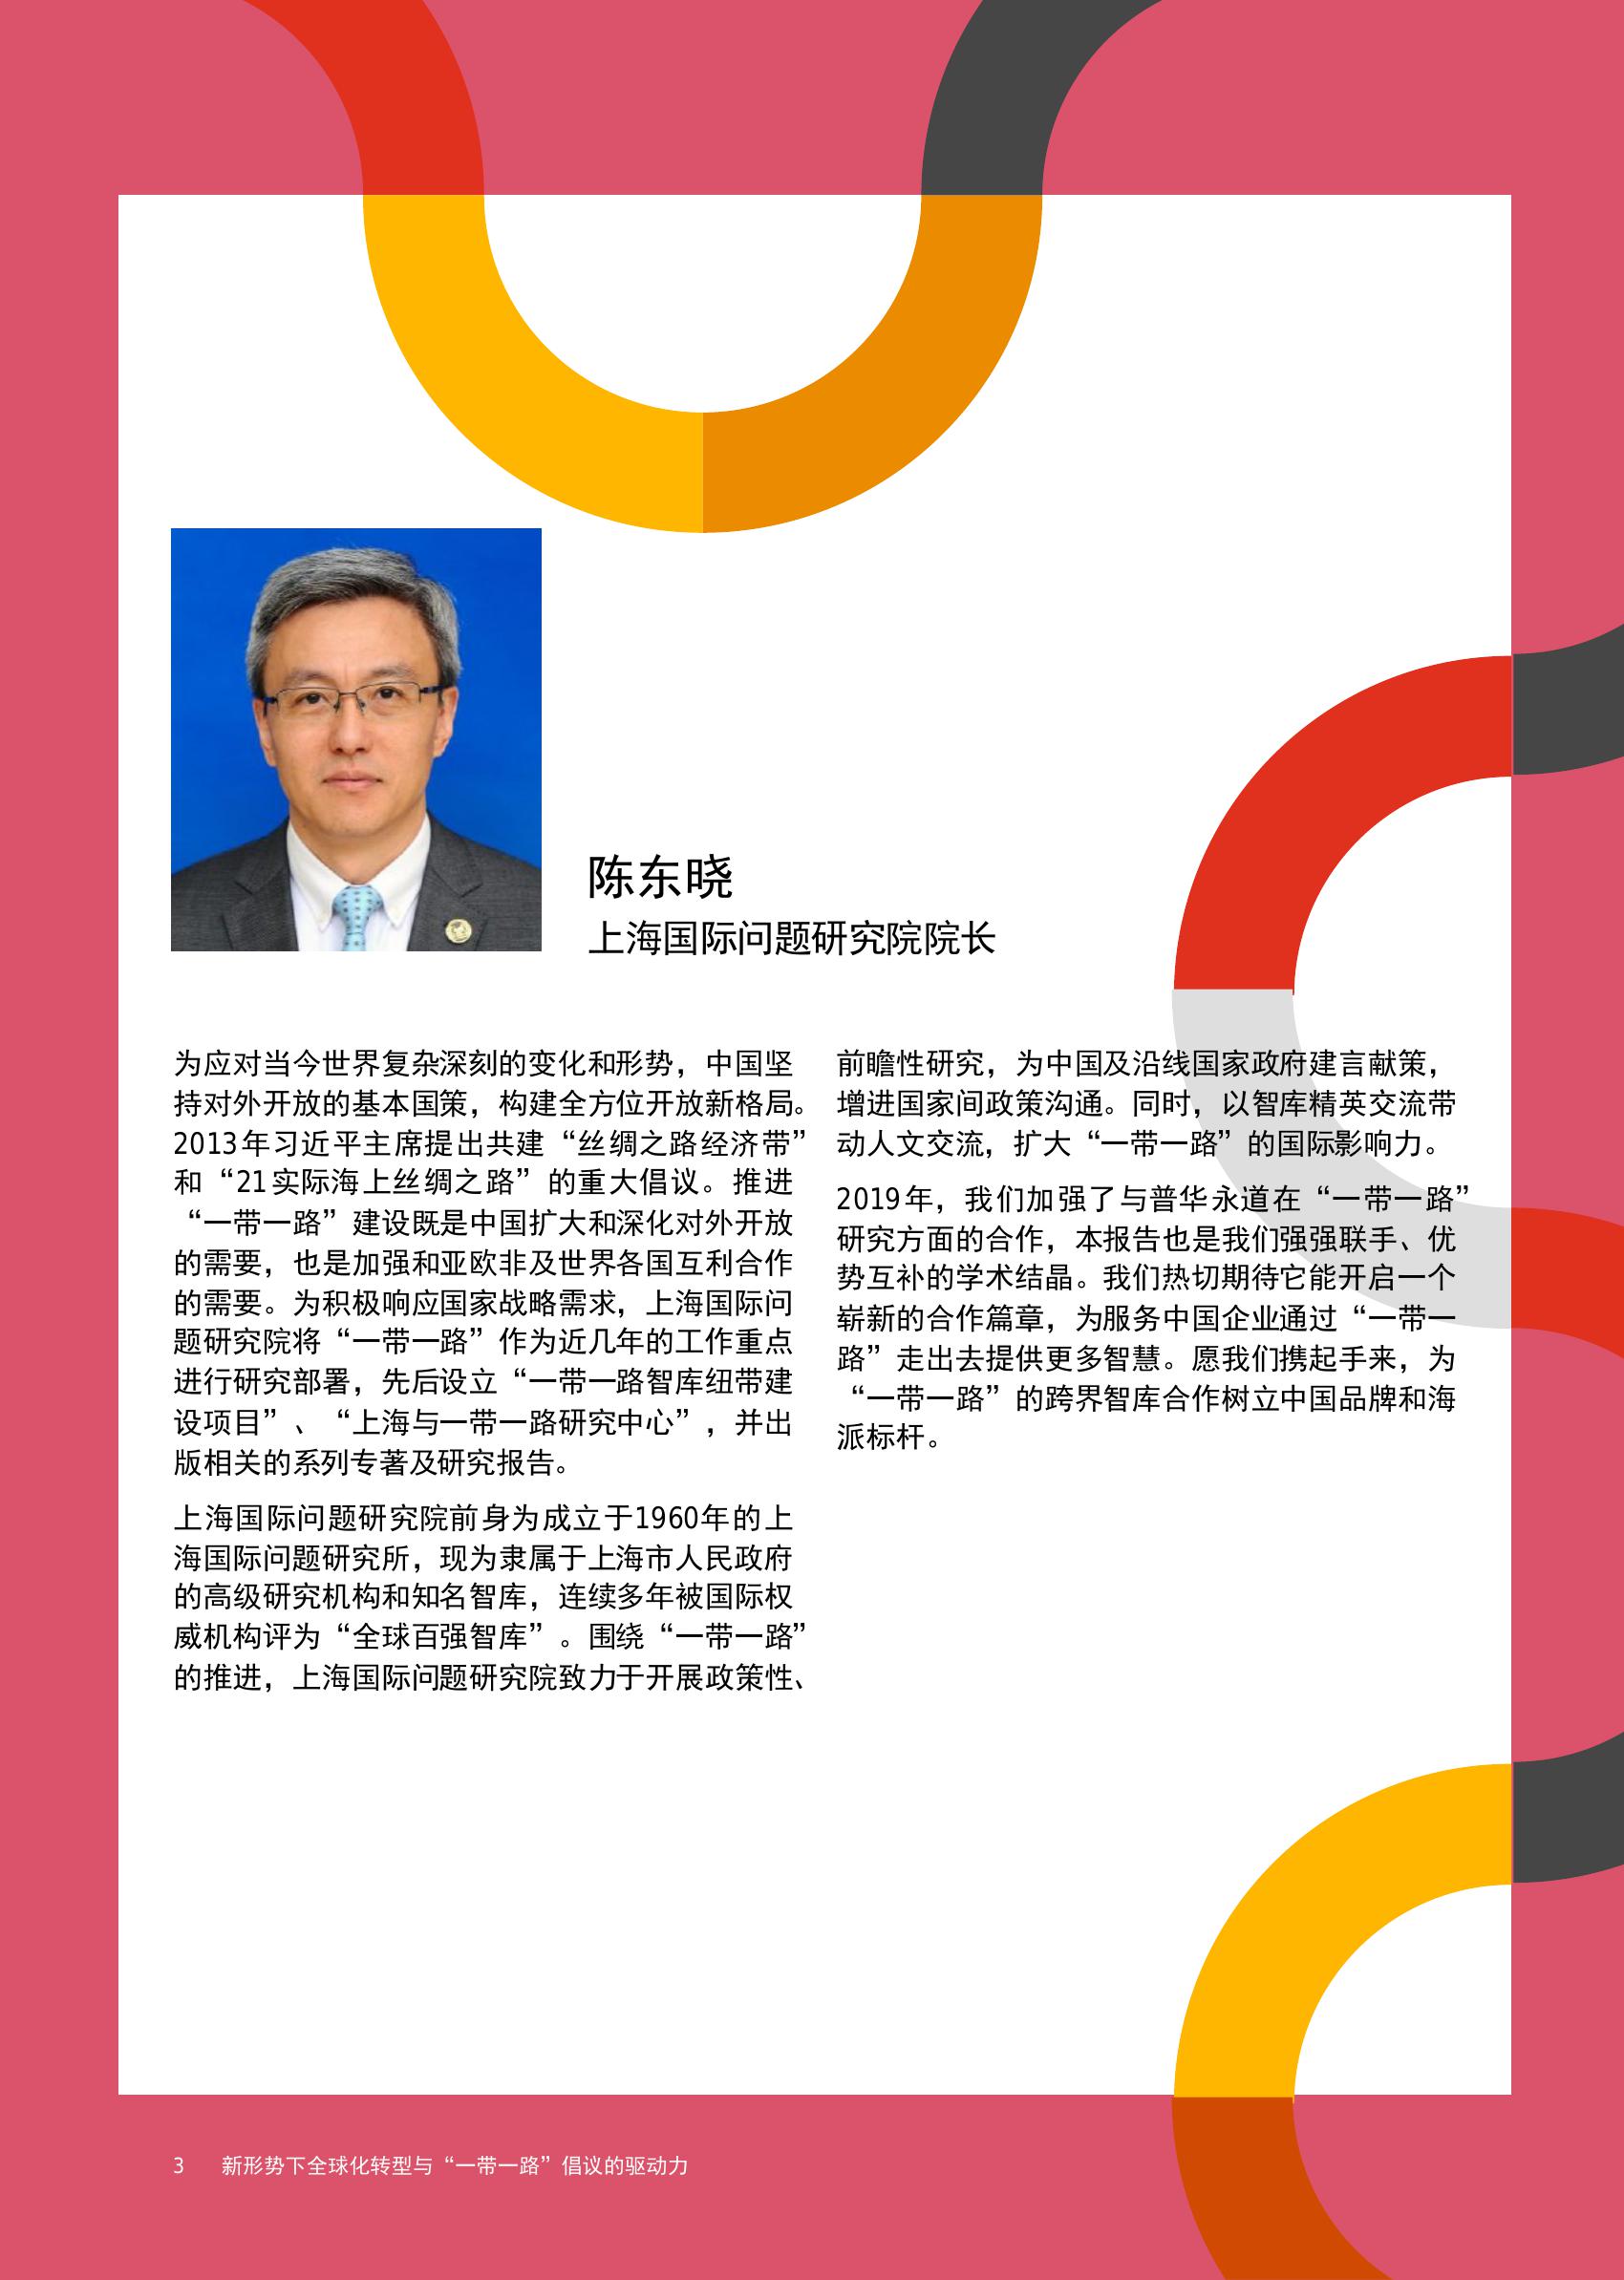 陈东晓
上海国际问题研究院院长
为应对当今世界复杂深刻的变化和形势，中国坚
持对外开放的基本国策，构建全方位开放新格局。
2013年习近平主席提出共建“丝绸之路经济带”
和“21实际海上丝绸之路”的重大倡议。推进
“一带一路”建设既是中国扩大和深化对外开放
的需要，也是加强和亚欧非及世界各国互利合作
的需要。为积极响应国家战略需求，上海国际问
题研究院将“一带一路”作为近几年的工作重点
进行研究部署，先后设立“一带一路智库纽带建
设项目”、“上海与一带一路研究中心”，并出
版相关的系列专著及研究报告。
上海国际问题研究院前身为成立于1960年的上
海国际问题研究所，现为隶属于上海市人民政府
的高级研究机构和知名智库，连续多年被国际权
威机构评为“全球百强智库”。围绕“一带一路”
的推进，上海国际问题研究院致力于开展政策性、
前瞻性研究，为中国及沿线国家政府建言献策，
增进国家间政策沟通。同时，以智库精英交流带
动人文交流，扩大“一带一路”的国际影响力。
2019年，我们加强了与普华永道在“一带一路”
研究方面的合作，本报告也是我们强强联手、优
势互补的学术结晶。我们热切期待它能开启一个
崭新的合作篇章，为服务中国企业通过“一带一
路”走出去提供更多智慧。愿我们携起手来，为
“一带一路”的跨界智库合作树立中国品牌和海
派标杆。
3 新形势下全球化转型与“一带一路”倡议的驱动力